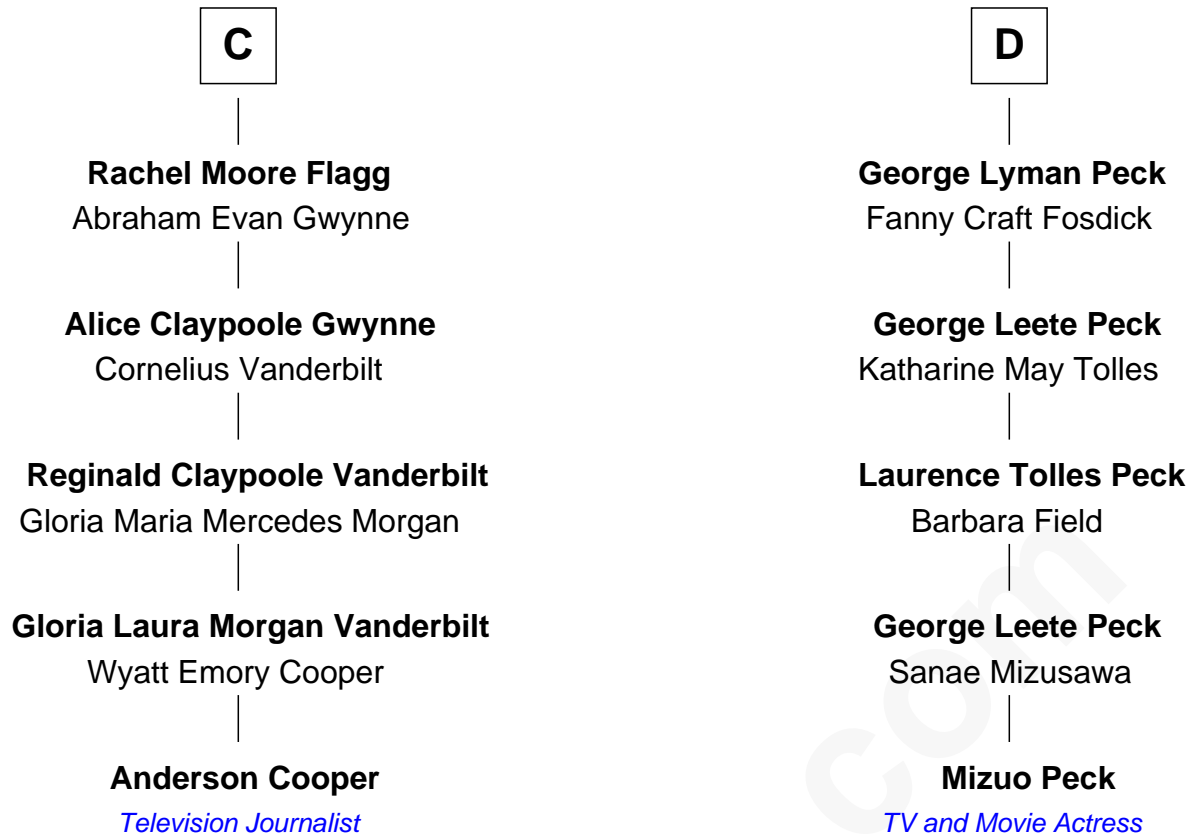 C
Rachel Moore Flagg
Abraham Evan Gwynne
Alice Claypoole Gwynne
Cornelius Vanderbilt
Reginald Claypoole Vanderbilt
Gloria Maria Mercedes Morgan
Gloria Laura Morgan Vanderbilt
Wyatt Emory Cooper
Anderson Cooper
Television Journalist
D
George Lyman Peck
Fanny Craft Fosdick
George Leete Peck
Katharine May Tolles
Laurence Tolles Peck
Barbara Field
George Leete Peck
Sanae Mizusawa
Mizuo Peck
TV and Movie Actress
com